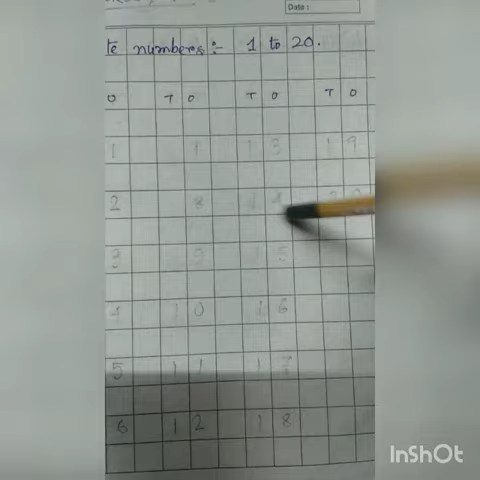 Date :
te numbers :- 1 to 20.
O T O T O T O
1 13 19
2 8 14
3 9 15
4 10 16
5 11 17
6 12 18
InShOt